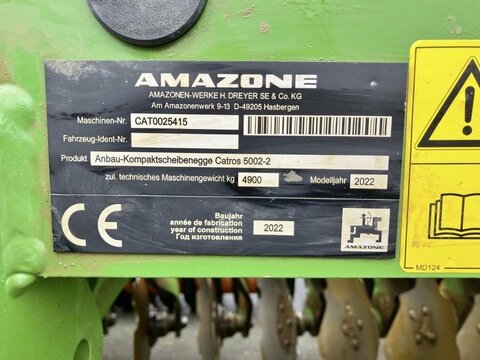 AMAZONE
AMAZONEN-WERKE H. DREYER SE & Co. KG
Am Amazonenwerk 9-13 D-49205 Hasbergen
Maschinen-Nr. CAT0025415
Fahrzeug-Ident-Nr.
Produkt Anbau-Kompaktscheibenegge Catros 5002-2
zul. technisches Maschinengewicht kg 4900 Modelljahr 2022
CE
Baujahr
année de fabrication
year of construction
Год изготовления
2022
AMAZONE
MD124